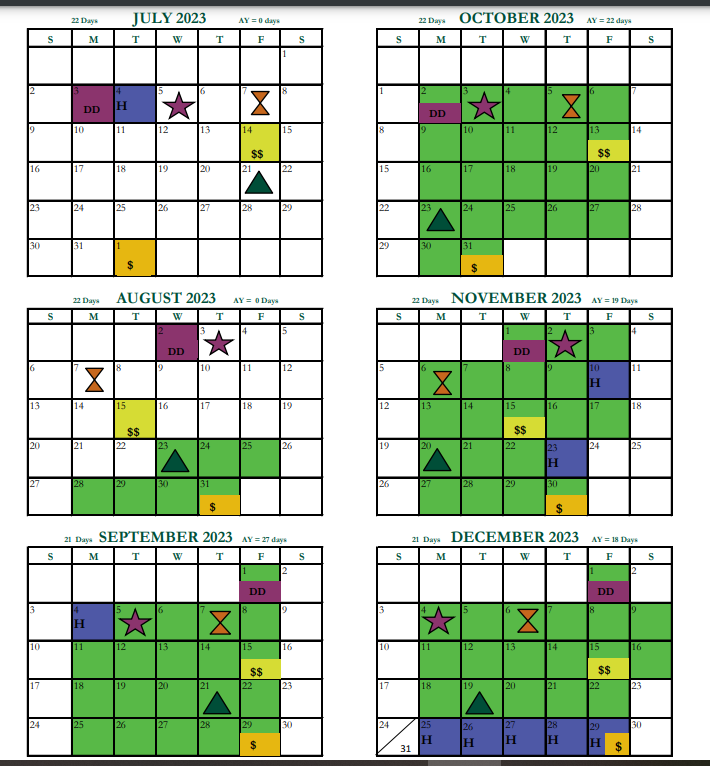 22 Days JULY 2023 AY = 0 days
S M T W T F S
1
2 3 4 5 6 7 8
DD H
9 10 11 12 13 14 15
$$
16 17 18 19 20 21 22
23 24 25 26 27 28 29
30 31 1
$
22 Days OCTOBER 2023 AY = 22 days
S M T W T F S
1 2 3 4 5 6 7
DD
8 9 10 11 12 13 14
$$
15 16 17 18 19 20 21
22 23 24 25 26 27 28
29 30 31
$
22 Days AUGUST 2023 AY = 0 Days
S M T W T F S
2 3 4 5
DD
6 7 8 9 10 11 12
13 14 15 16 17 18 19
$$
20 21 22 23 24 25 26
27 28 29 30 31
$
22 Days NOVEMBER 2023 AY = 19 Days
S M T W T F S
1 2 3 4
DD
5 6 7 8 9 10 11
H
12 13 14 15 16 17 18
$$
19 20 21 22 23 24 25
H
26 27 28 29 30
$
21 Days SEPTEMBER 2023 AY = 27 days
S M T W T F S
1 2
DD
3 4 5 6 7 8 9
H
10 11 12 13 14 15 16
$$
17 18 19 20 21 22 23
24 25 26 27 28 29 30
$
21 Days DECEMBER 2023 AY = 18 Days
S M T W T F S
1 2
DD
3 4 5 6 7 8 9
10 11 12 13 14 15 16
$$
17 18 19 20 21 22 23
24 25 26 27 28 29 30
31 H H H H H $